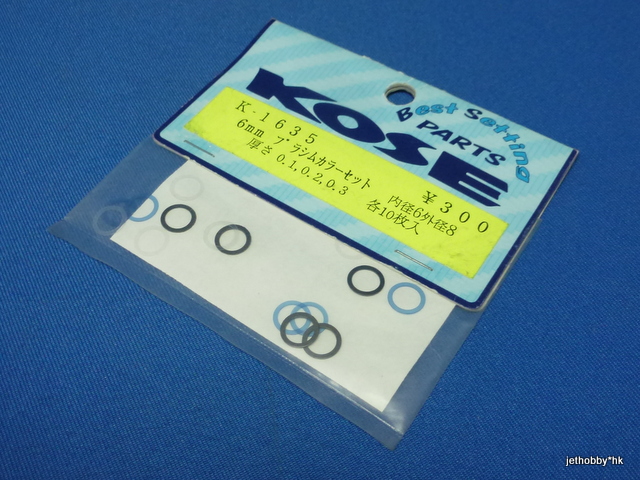 Best Setting
PARTS
KOSE
K-1635 ￥300
6mm プラシムカラーセット 内径6外径8
厚さ 0.1,0.2,0.3 各10枚入
jethobby*hk